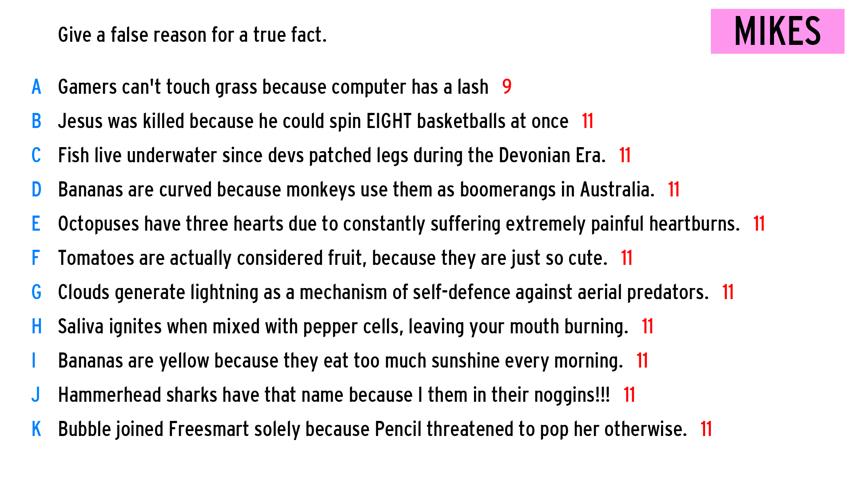 Give a false reason for a true fact.
MIKES
A Gamers can't touch grass because computer has a lash 9
B Jesus was killed because he could spin EIGHT basketballs at once 11
C Fish live underwater since devs patched legs during the Devonian Era. 11
D Bananas are curved because monkeys use them as boomerangs in Australia. 11
E Octopuses have three hearts due to constantly suffering extremely painful heartburns. 11
F Tomatoes are actually considered fruit, because they are just so cute. 11
G Clouds generate lightning as a mechanism of self-defence against aerial predators. 11
H Saliva ignites when mixed with pepper cells, leaving your mouth burning. 11
I Bananas are yellow because they eat too much sunshine every morning. 11
J Hammerhead sharks have that name because I them in their noggins!!! 11
K Bubble joined Freesmart solely because Pencil threatened to pop her otherwise. 11